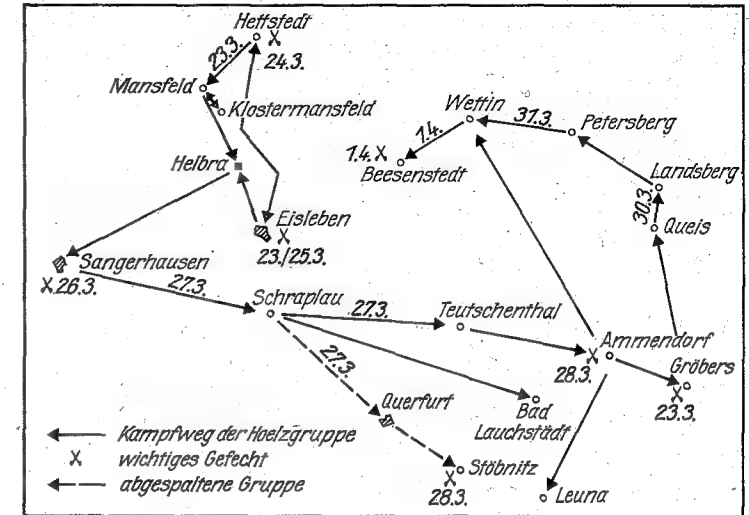 Hettstedt
23.3.
24.3.
Mansfeld
Klostermansfeld
Wettin
31.3.
Petersberg
1.4.
1.4.
Beesenstedt
Helbra
Landsberg
30.3.
Queis
Eisleben
23./25.3.
Sangerhausen
26.3.
27.3.
Schraplau
27.3.
Teutschenthal
Ammendorf
28.3.
Gröbers
23.3.
27.3.
Querfurt
Bad
Lauchstädt
Kampfweg der Hoelzgruppe
wichtiges Gefecht
abgespaltene Gruppe
Stöbnitz
28.3.
Leuna